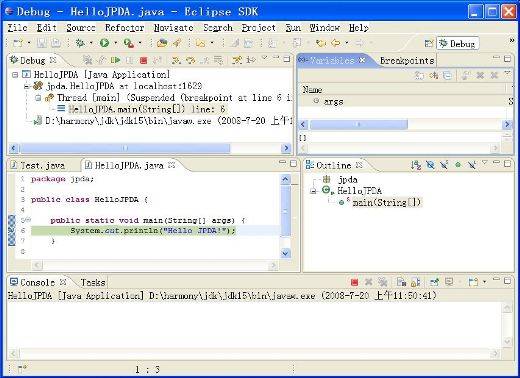 Debug - HelloJPDA.java - Eclipse SDK
File Edit Source Refactor Navigate Search Project Run Window Help
Debug
Debug
HelloJPDA [Java Application]
jpda.HelloJPDA at localhost:1629
Thread [main] (Suspended (breakpoint at line 6 in
HelloJPDA.main(String[]) line: 6
D:\harmony\jdk\jdk15\bin\javaw.exe (2008-7-20 上午11:50
Variables Breakpoints
Name
args
[]
Test.java HelloJPDA.java
1 package jpda;
2
3 public class HelloJPDA {
4
5 public static void main(String[] args) {
6 System.out.println("Hello JPDA!");
7 }
Outline
jpda
HelloJPDA
main(String[])
Console Tasks
HelloJPDA [Java Application] D:\harmony\jdk\jdk15\bin\javaw.exe (2008-7-20 上午11:50:41)
1 : 3